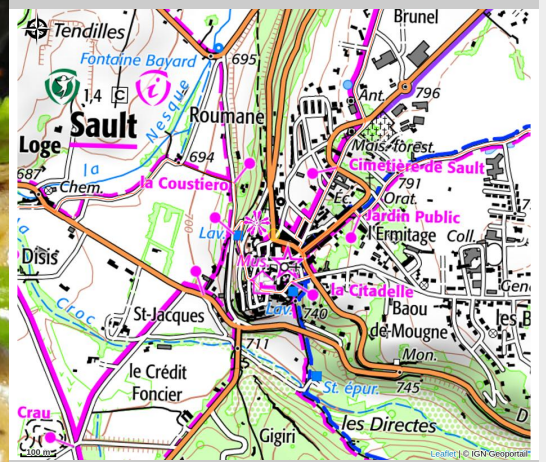 Tendilles
Brunel
Fontaine Bayard
695
796
1,4 C
Nesque
Ant.
Roumane
Sault
Mais. forest.
Loge
la
694
Cimetière de Sault
687
Chem.
la Coustiero
791
Éc.
Orat.
Jardin Public
700
Lav.
l'Ermitage
Coll.
Disis
Mus.
Gen
la Citadelle
Croc
St-Jacques
Lav.
740
Baou
de-Mougne
les B
711
Mon.
le Crédit
Foncier
St. épur.
745
Crau
D
Gigiri
les Directes
100 m
Leaflet | © IGN-Geoportail